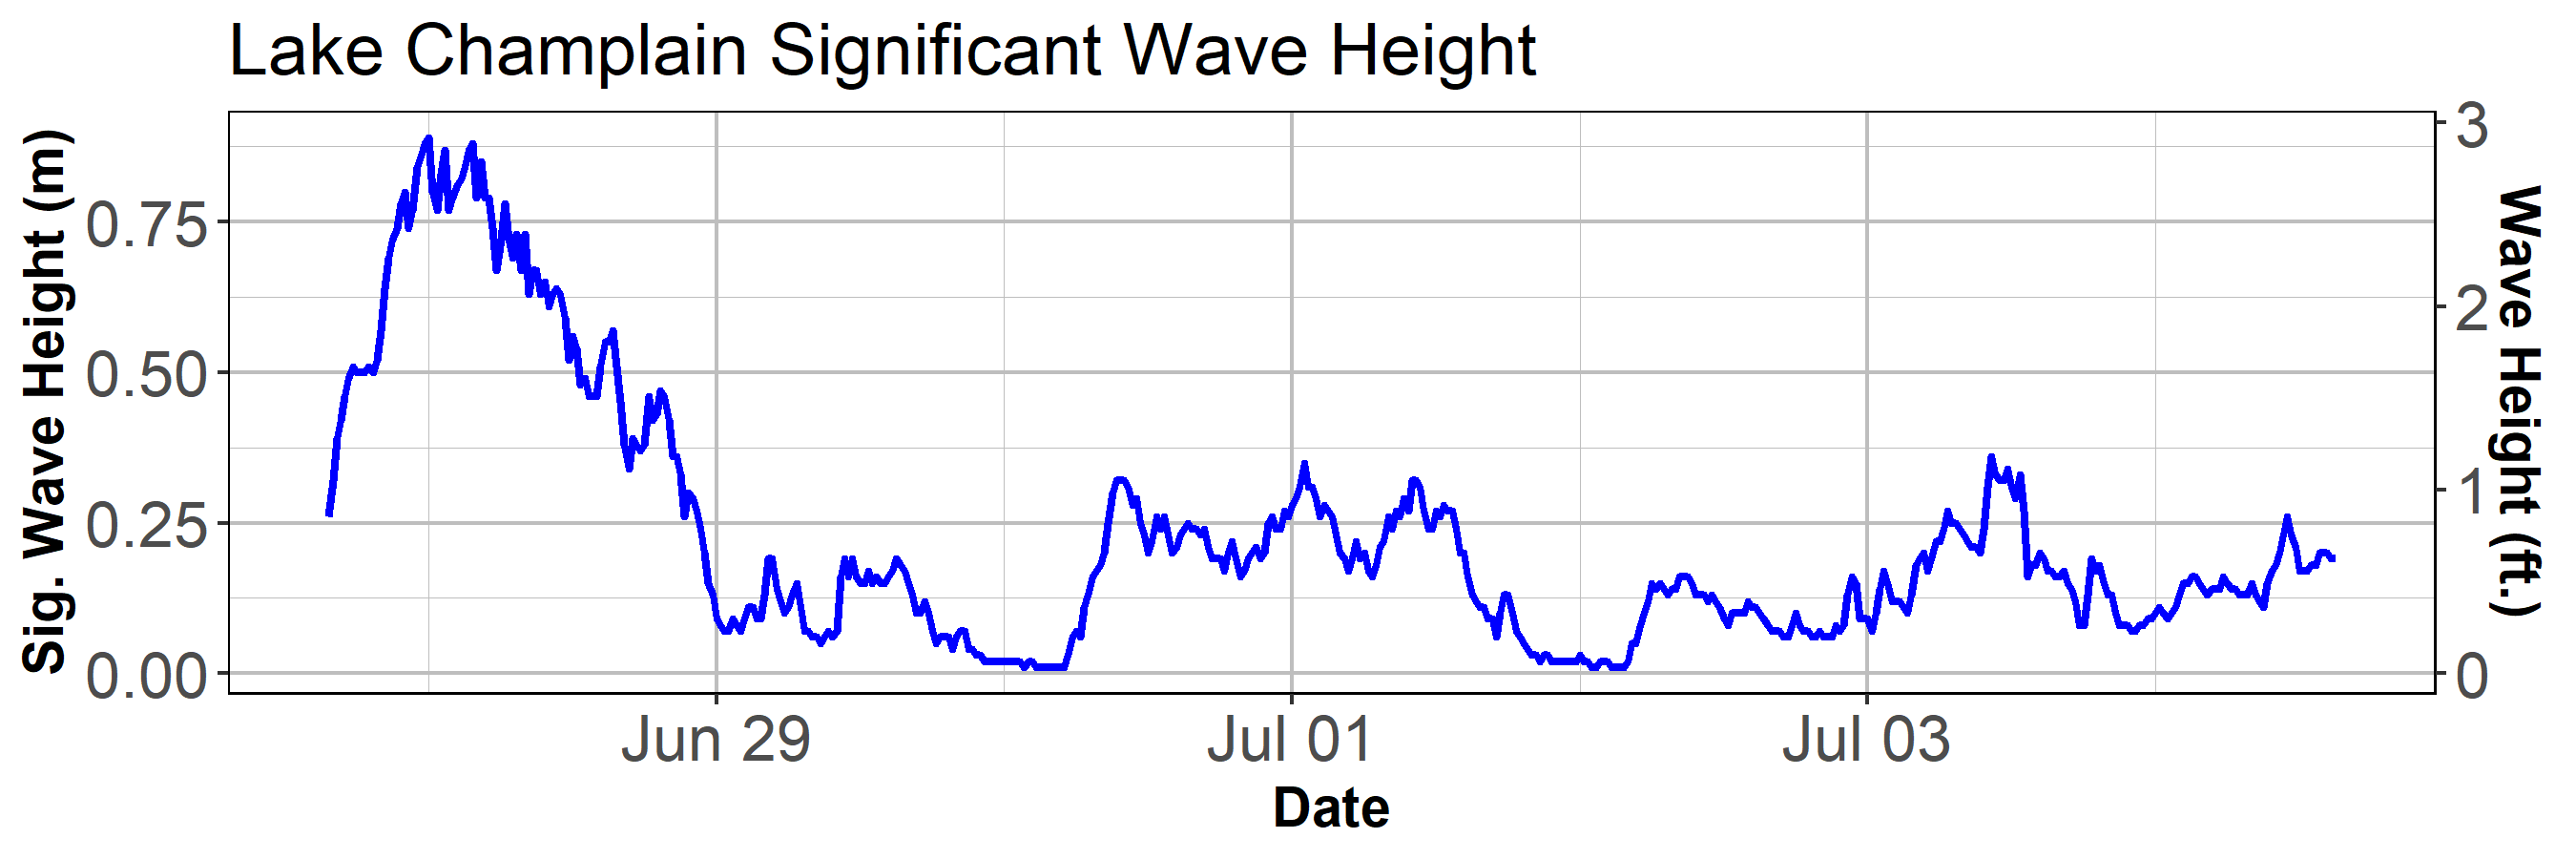 Lake Champlain Significant Wave Height
Sig. Wave Height (m)
0.75
0.50
0.25
0.00
3
2
1
0
Wave Height (ft.)
Jun 29
Jul 01
Jul 03
Date